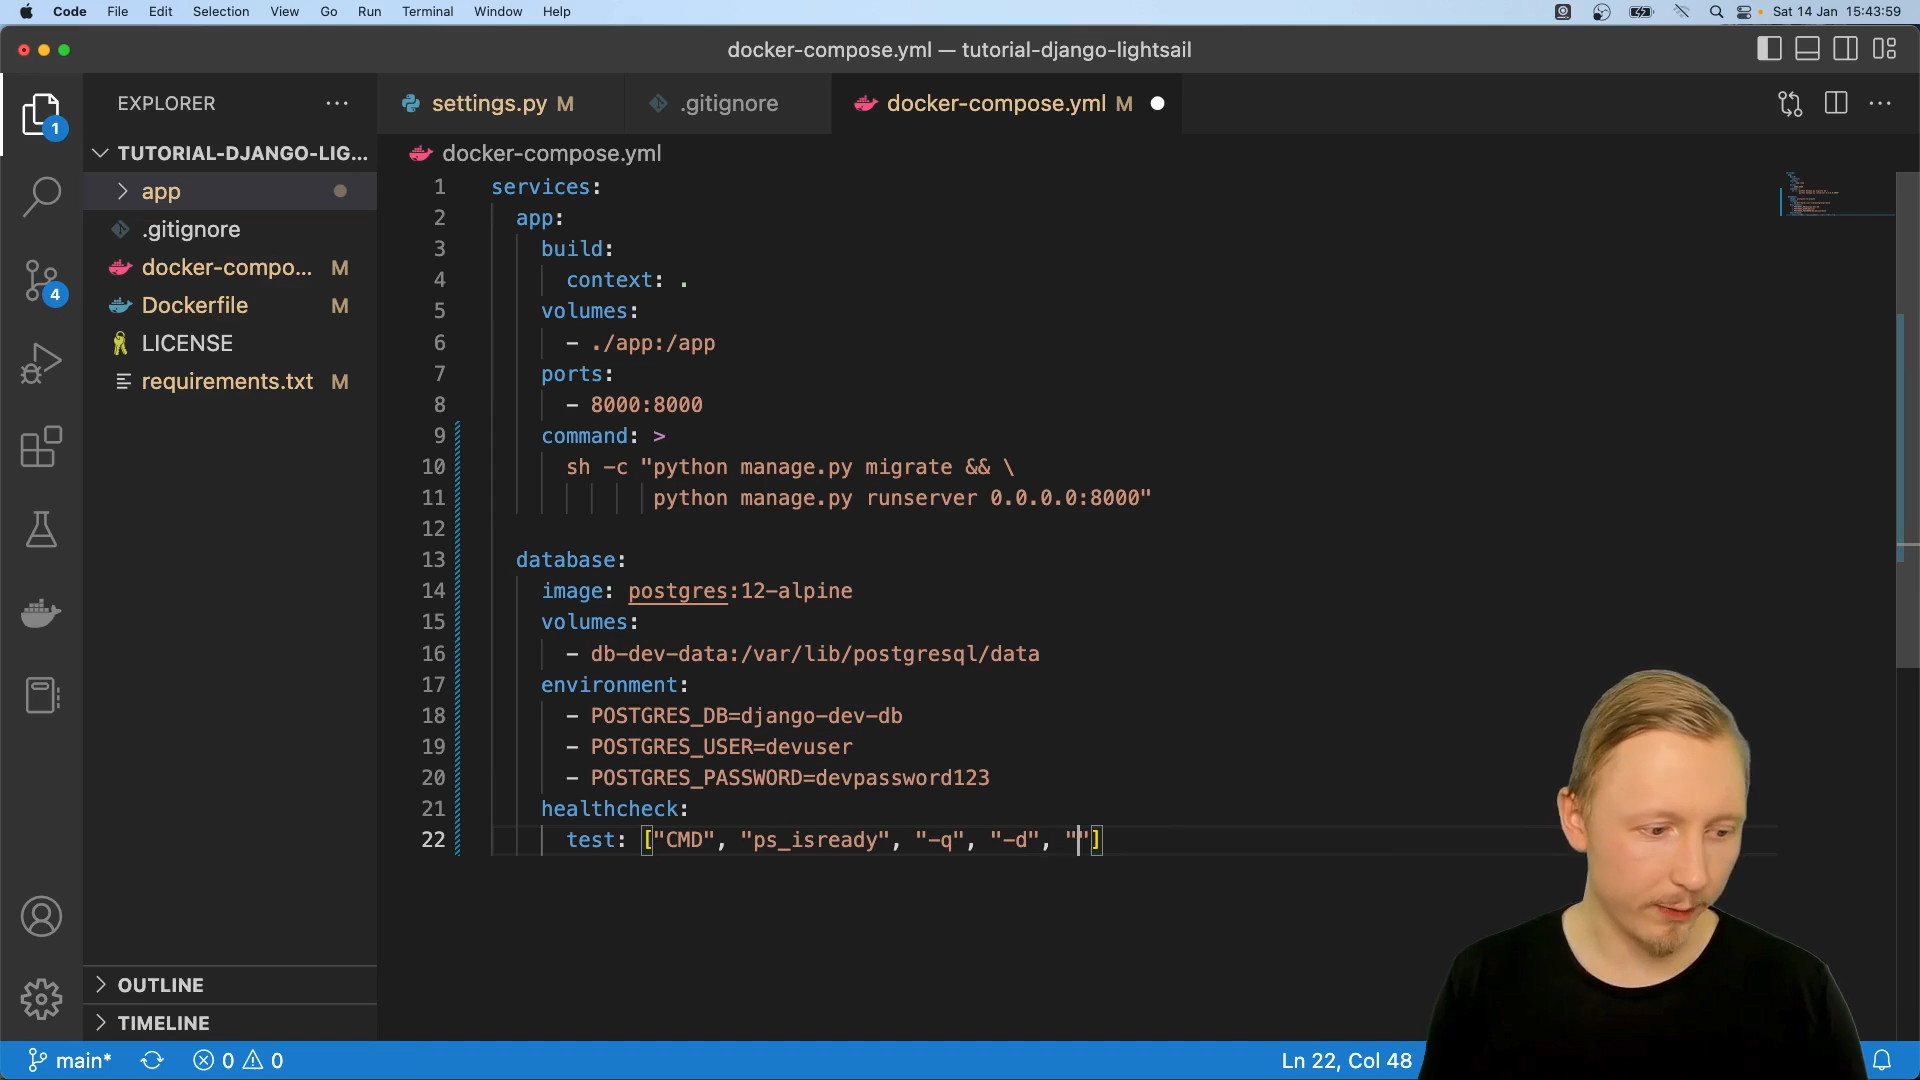 Code File Edit Selection View Go Run Terminal Window Help Sat 14 Jan 15:43:59
docker-compose.yml — tutorial-django-lightsail
EXPLORER
settings.py M
.gitignore
docker-compose.yml M
1
TUTORIAL-DJANGO-LIG...
docker-compose.yml
app
.gitignore
docker-compo... M
4
Dockerfile M
LICENSE
requirements.txt M
1 services:
2 app:
3 build:
4 context: .
5 volumes:
6 - ./app:/app
7 ports:
8 - 8000:8000
9 command: >
10 sh -c "python manage.py migrate && \
11 python manage.py runserver 0.0.0.0:8000"
12
13 database:
14 image: postgres:12-alpine
15 volumes:
16 - db-dev-data:/var/lib/postgresql/data
17 environment:
18 - POSTGRES_DB=django-dev-db
19 - POSTGRES_USER=devuser
20 - POSTGRES_PASSWORD=devpassword123
21 healthcheck:
22 test: ["CMD", "ps_isready", "-q", "-d", ""]
OUTLINE
TIMELINE
main* 0 0 Ln 22, Col 48